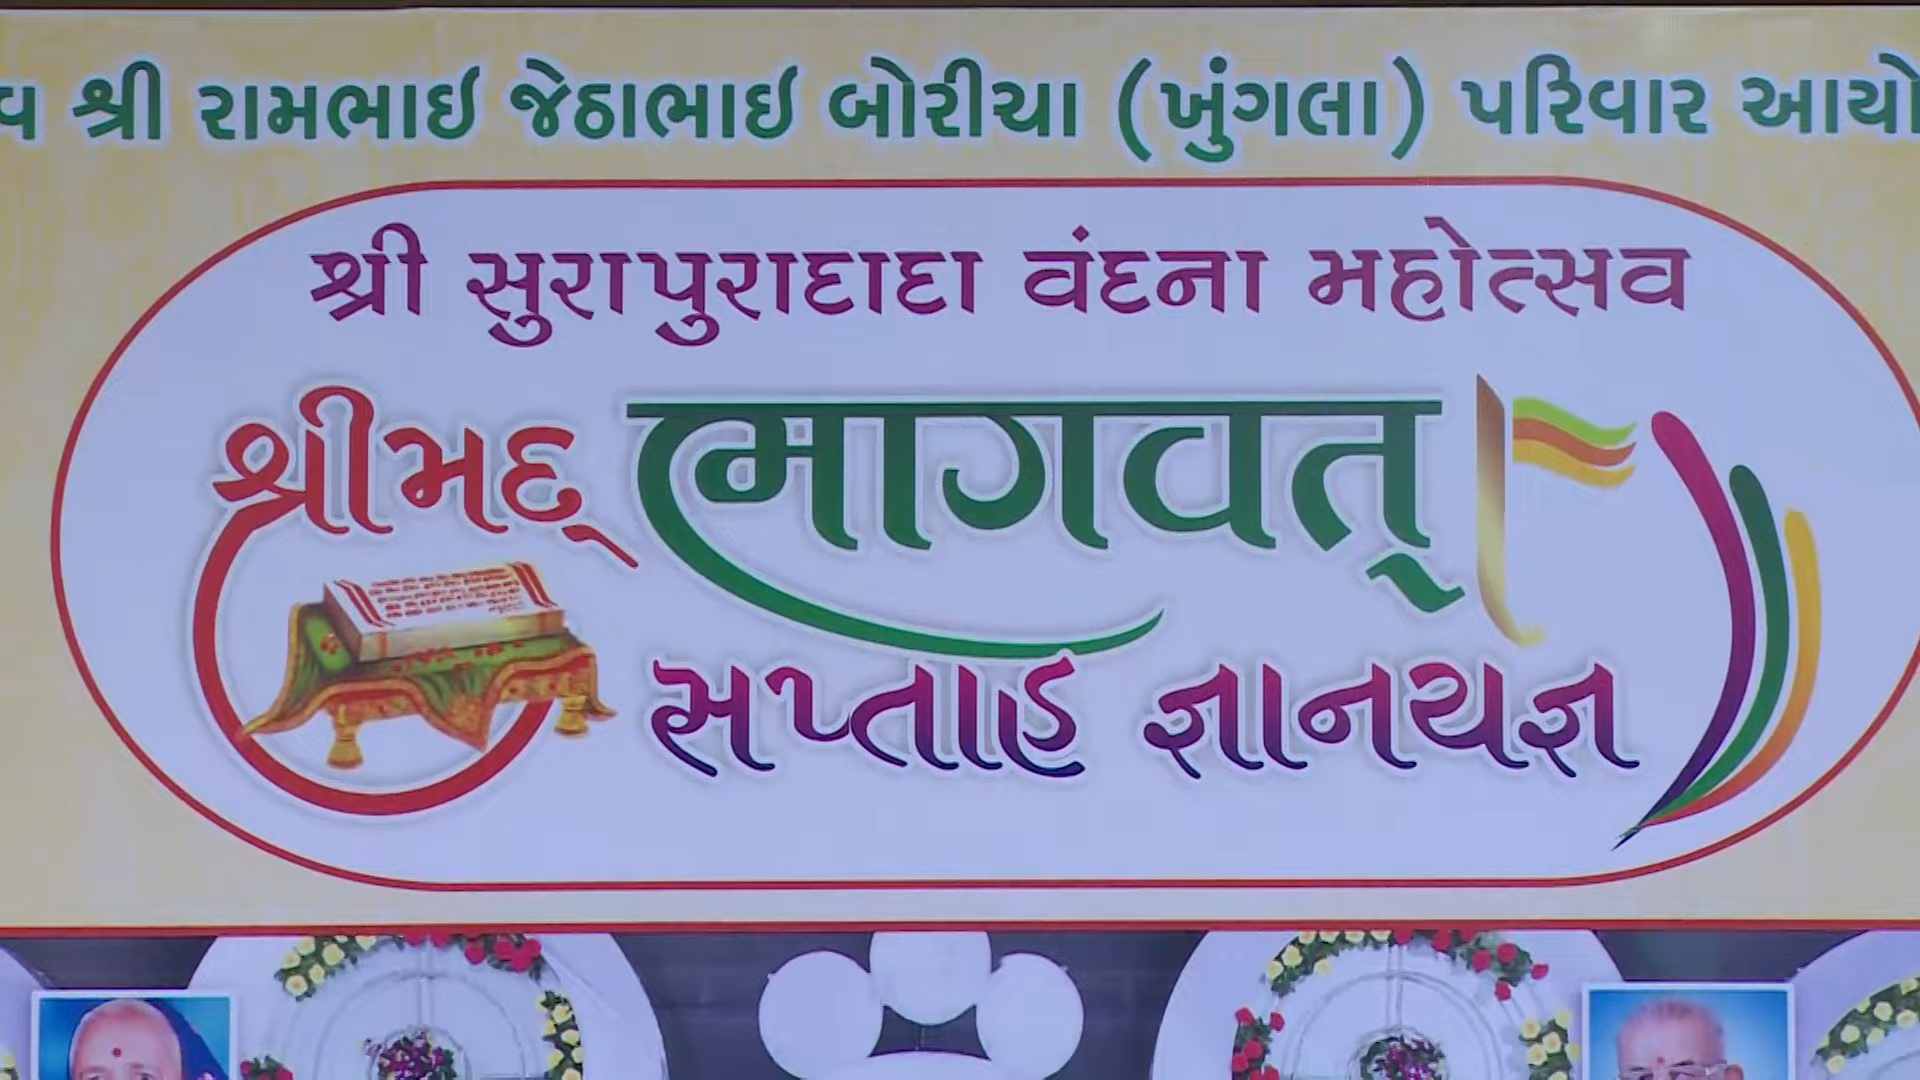 વ શ્રી રામભાઇ જેઠાભાઇ બોરીચા (ખુંગલા) પરિવાર આયો
શ્રી સુરાપુરાદાદા વંદના મહોત્સવ
શ્રીમદ્ ભાગવત્
સપ્તાહ જ્ઞાનયજ્ઞ